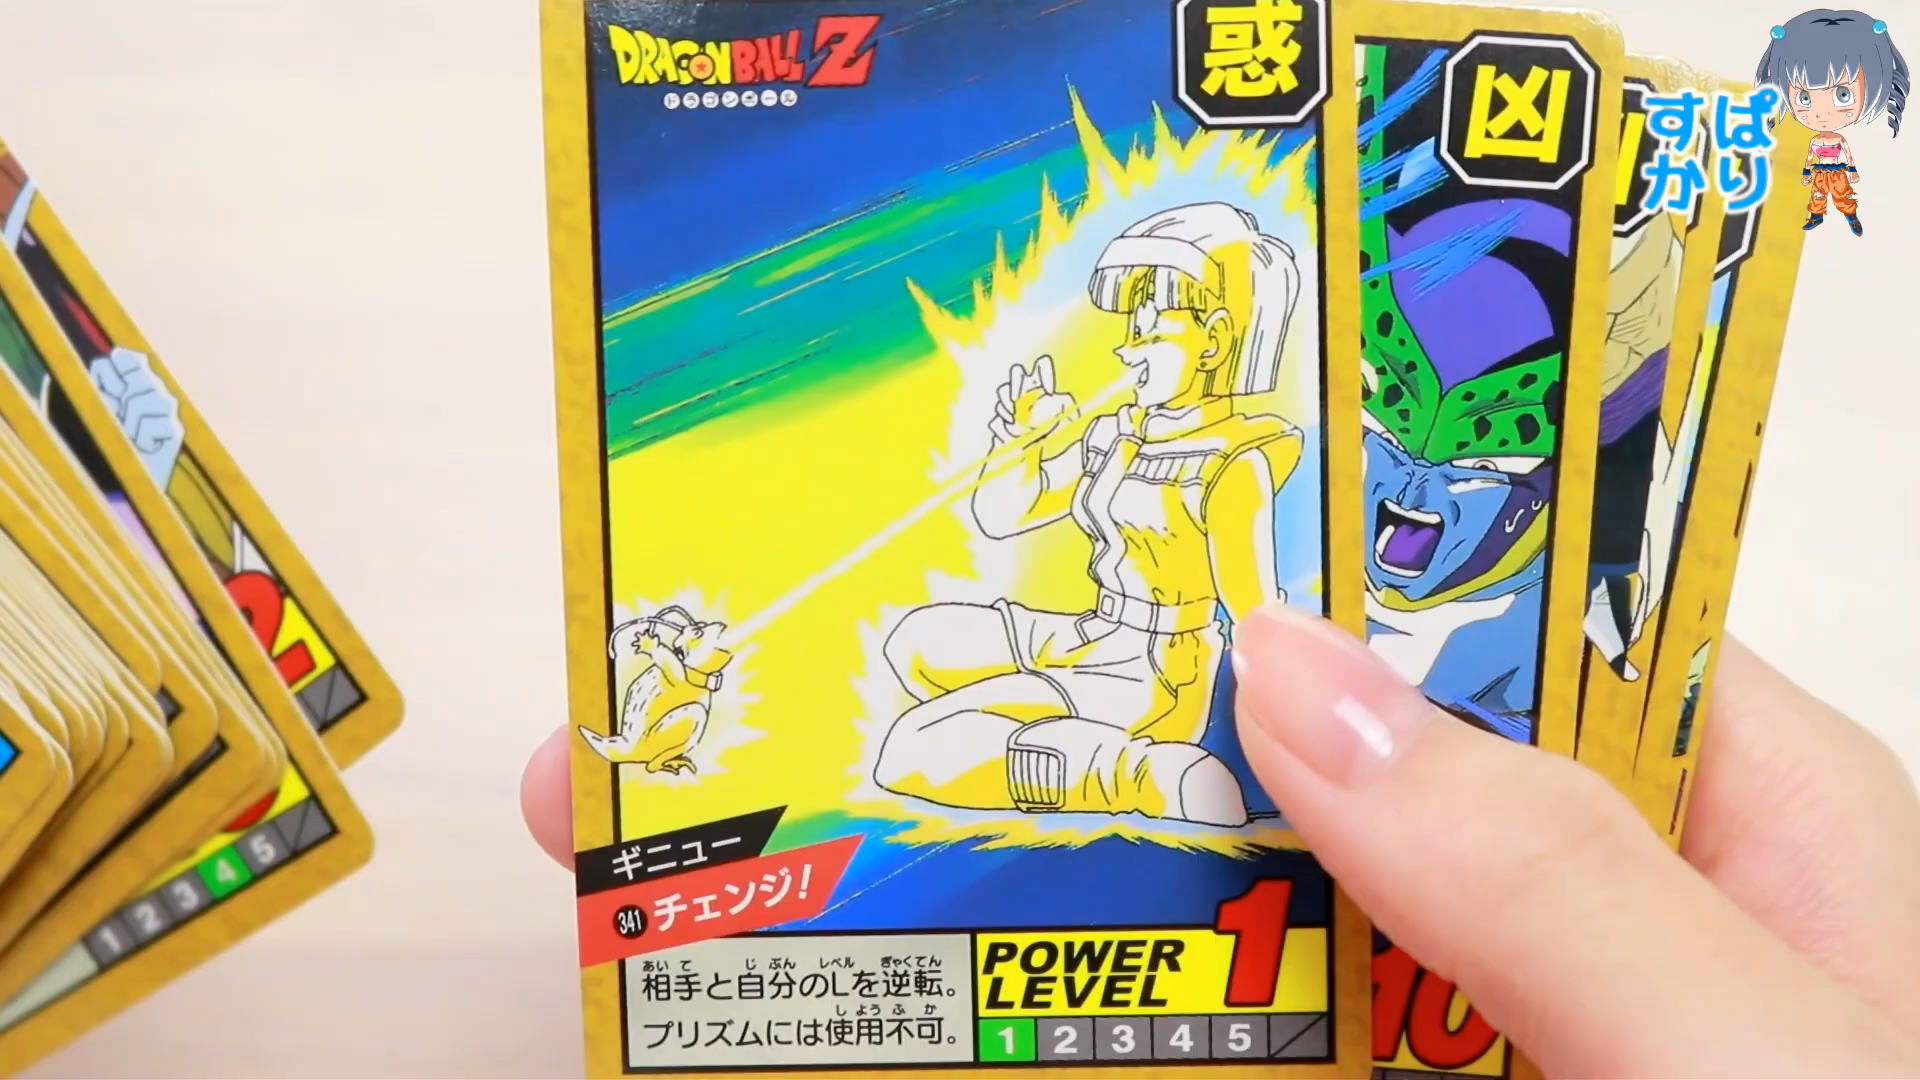 DRAGONBALL Z
ドラゴンボール
惑
凶
すぱ
かり
2
1 2 3 4 5
ギニュー
341 チェンジ!
相手と自分のLを逆転。
あいて じぶん レベル ぎゃくてん
プリズムには使用不可。
しようふか
POWER
LEVEL 1
1 2 3 4 5
10